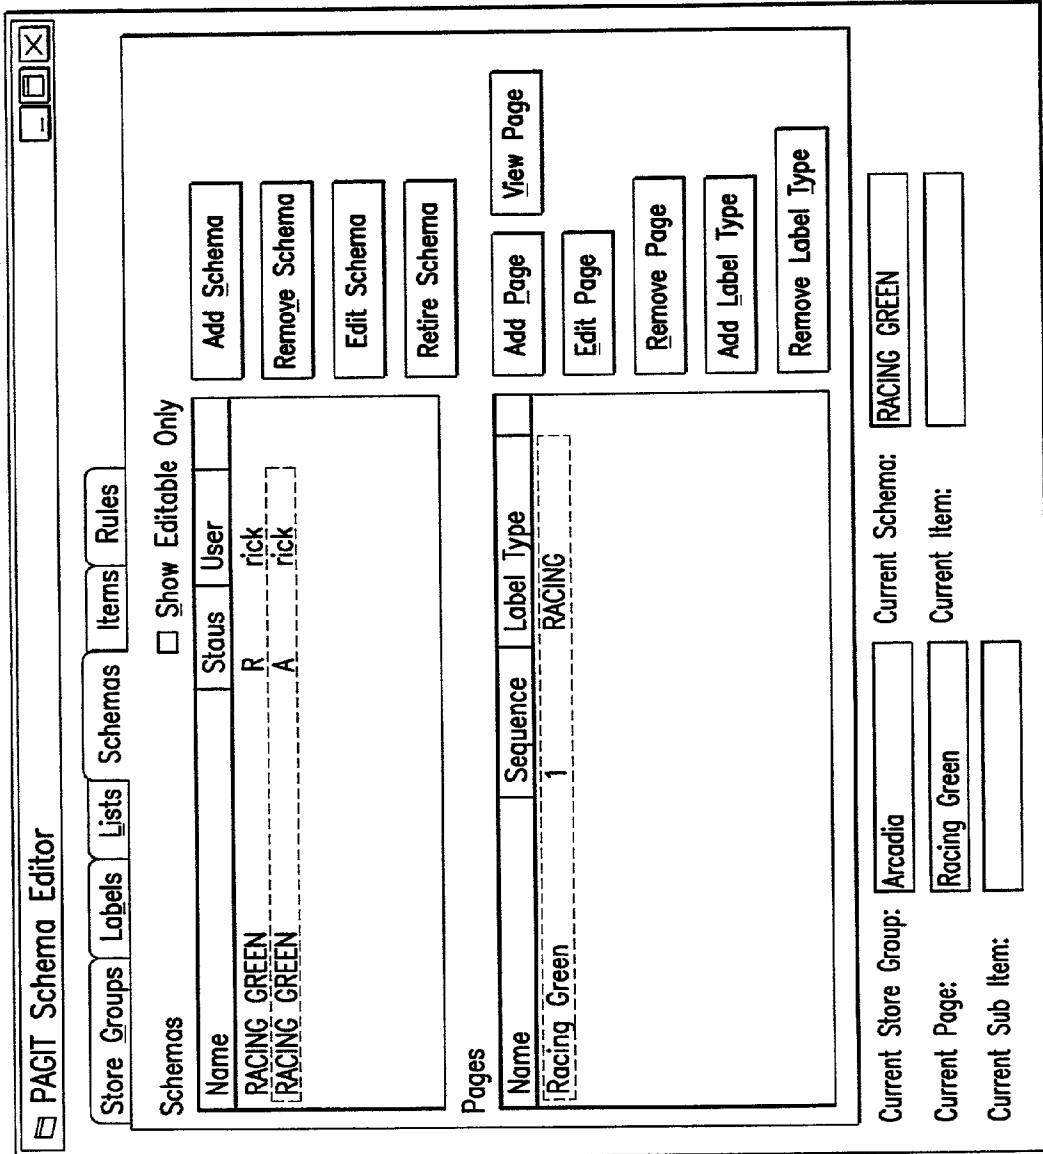 PAGIT Schema Editor
Store Groups Labels Lists Schemas Items Rules
Schemas
Show Editable Only
Name Staus User
RACING GREEN R rick
RACING GREEN A rick
Add Schema
Remove Schema
Edit Schema
Retire Schema
Pages
Name Sequence Label Type
Racing Green 1 RACING
Add Page View Page
Edit Page
Remove Page
Add Label Type
Remove Label Type
Current Store Group: Arcadia Current Schema: RACING GREEN
Current Page: Racing Green Current Item:
Current Sub Item: